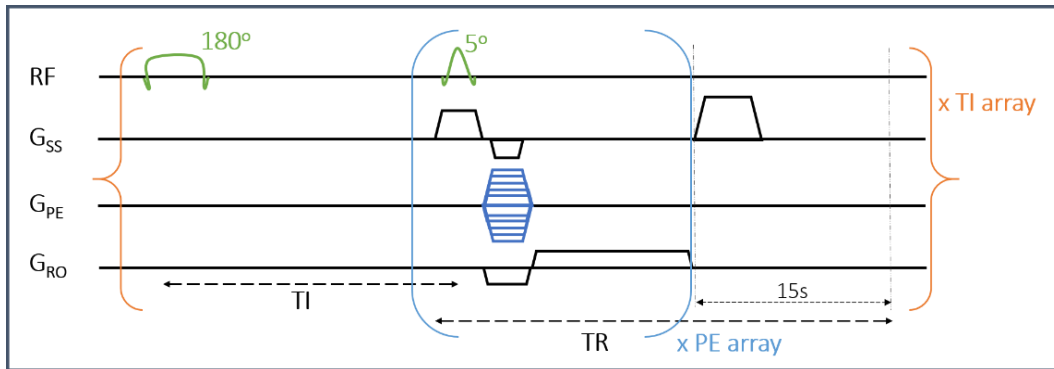 180°
5°
RF
x TI array
G_SS
G_PE
G_RO
TI
15s
TR
x PE array